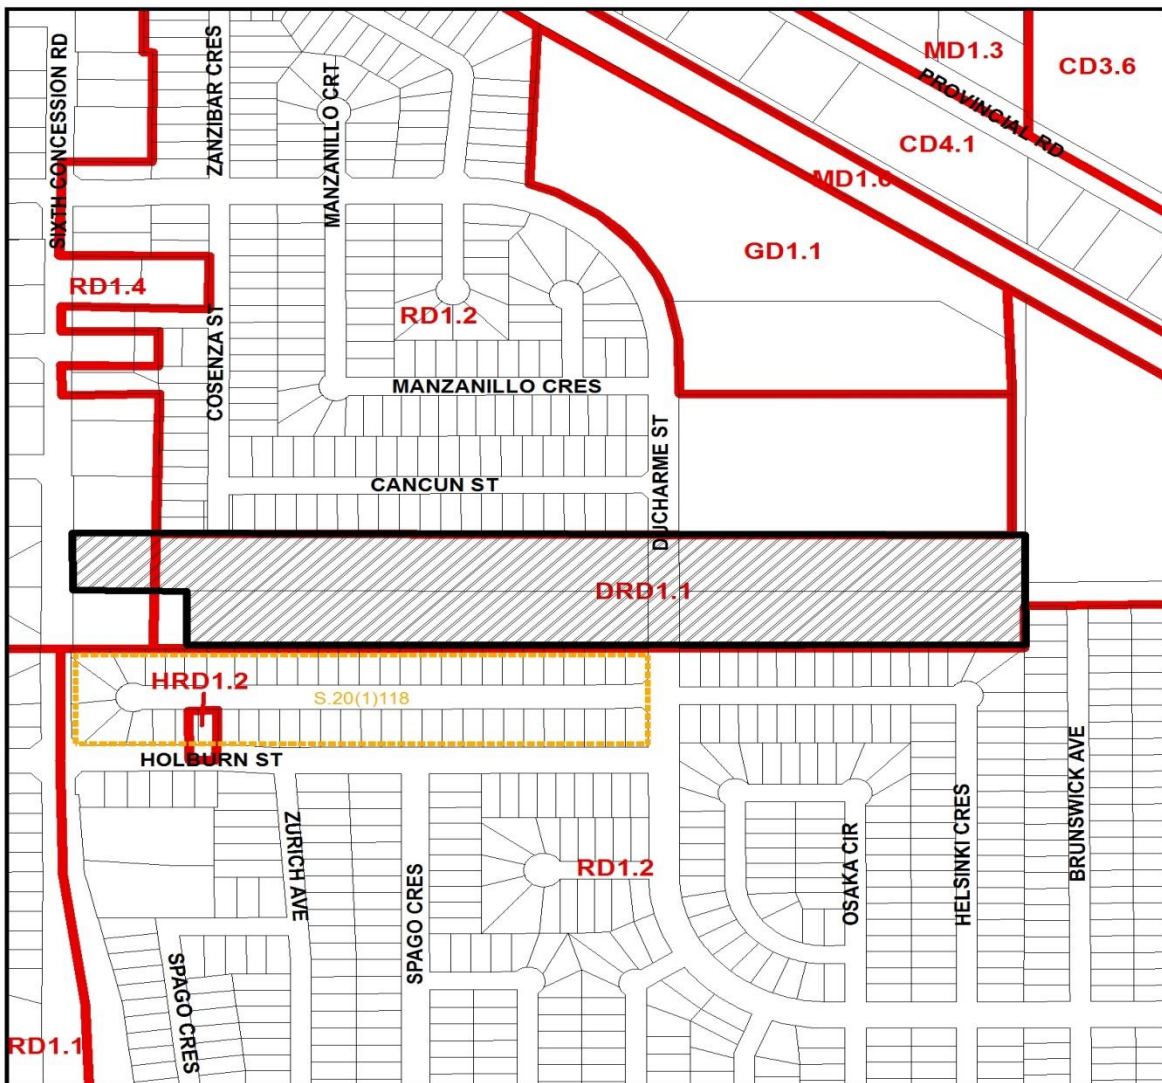 MD1.3
CD3.6
PROVINCIAL RD
CD4.1
SIXTH CONCESSION RD
ZANZIBAR CRES
MANZANILLO CRT
MD1.6
GD1.1
RD1.4
RD1.2
COSENZA ST
MANZANILLO CRES
DUCHARME ST
CANCUN ST
DRD1.1
HRD1.2
S.20(1)118
HOLBURN ST
ZURICH AVE
SPAGO CRES
RD1.2
OSAKA CIR
HELSINKI CRES
BRUNSWICK AVE
SPAGO CRES
RD1.1